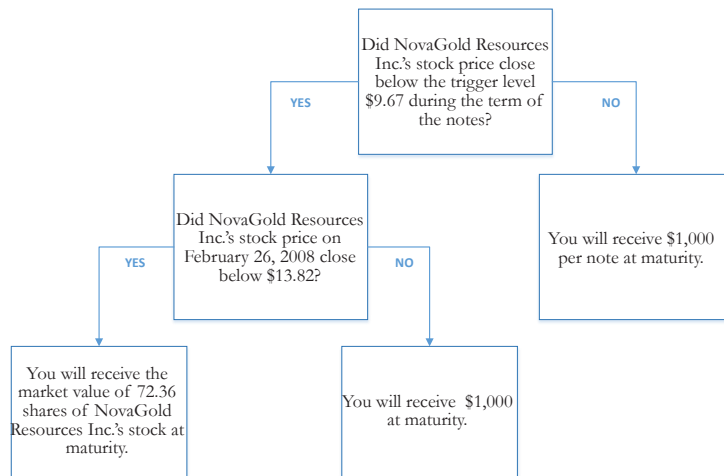 Did NovaGold Resources
Inc.'s stock price close
below the trigger level
$9.67 during the term of
the notes?
YES
NO
Did NovaGold Resources
Inc.'s stock price on
February 26, 2008 close
below $13.82?
You will receive $1,000
per note at maturity.
YES
NO
You will receive the
market value of 72.36
shares of NovaGold
Resources Inc.'s stock at
maturity.
You will receive $1,000
at maturity.